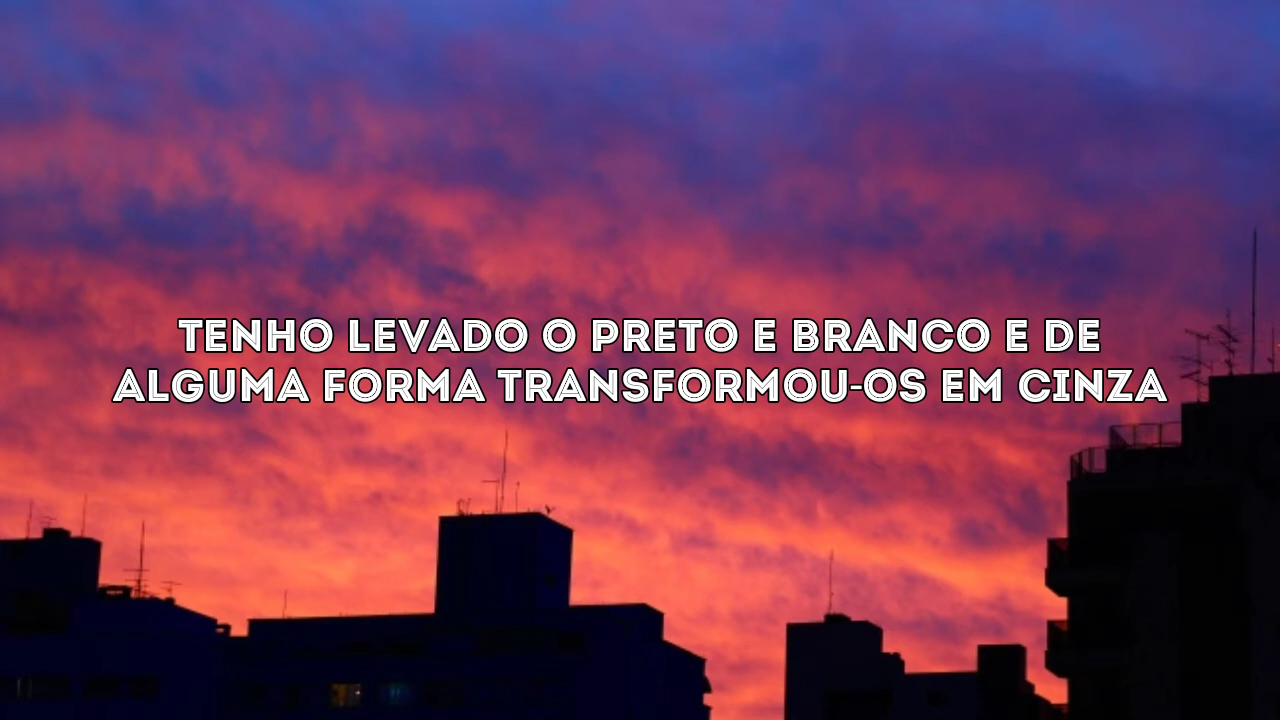 TENHO LEVADO O PRETO E BRANCO E DE
ALGUMA FORMA TRANSFORMOU-OS EM CINZA